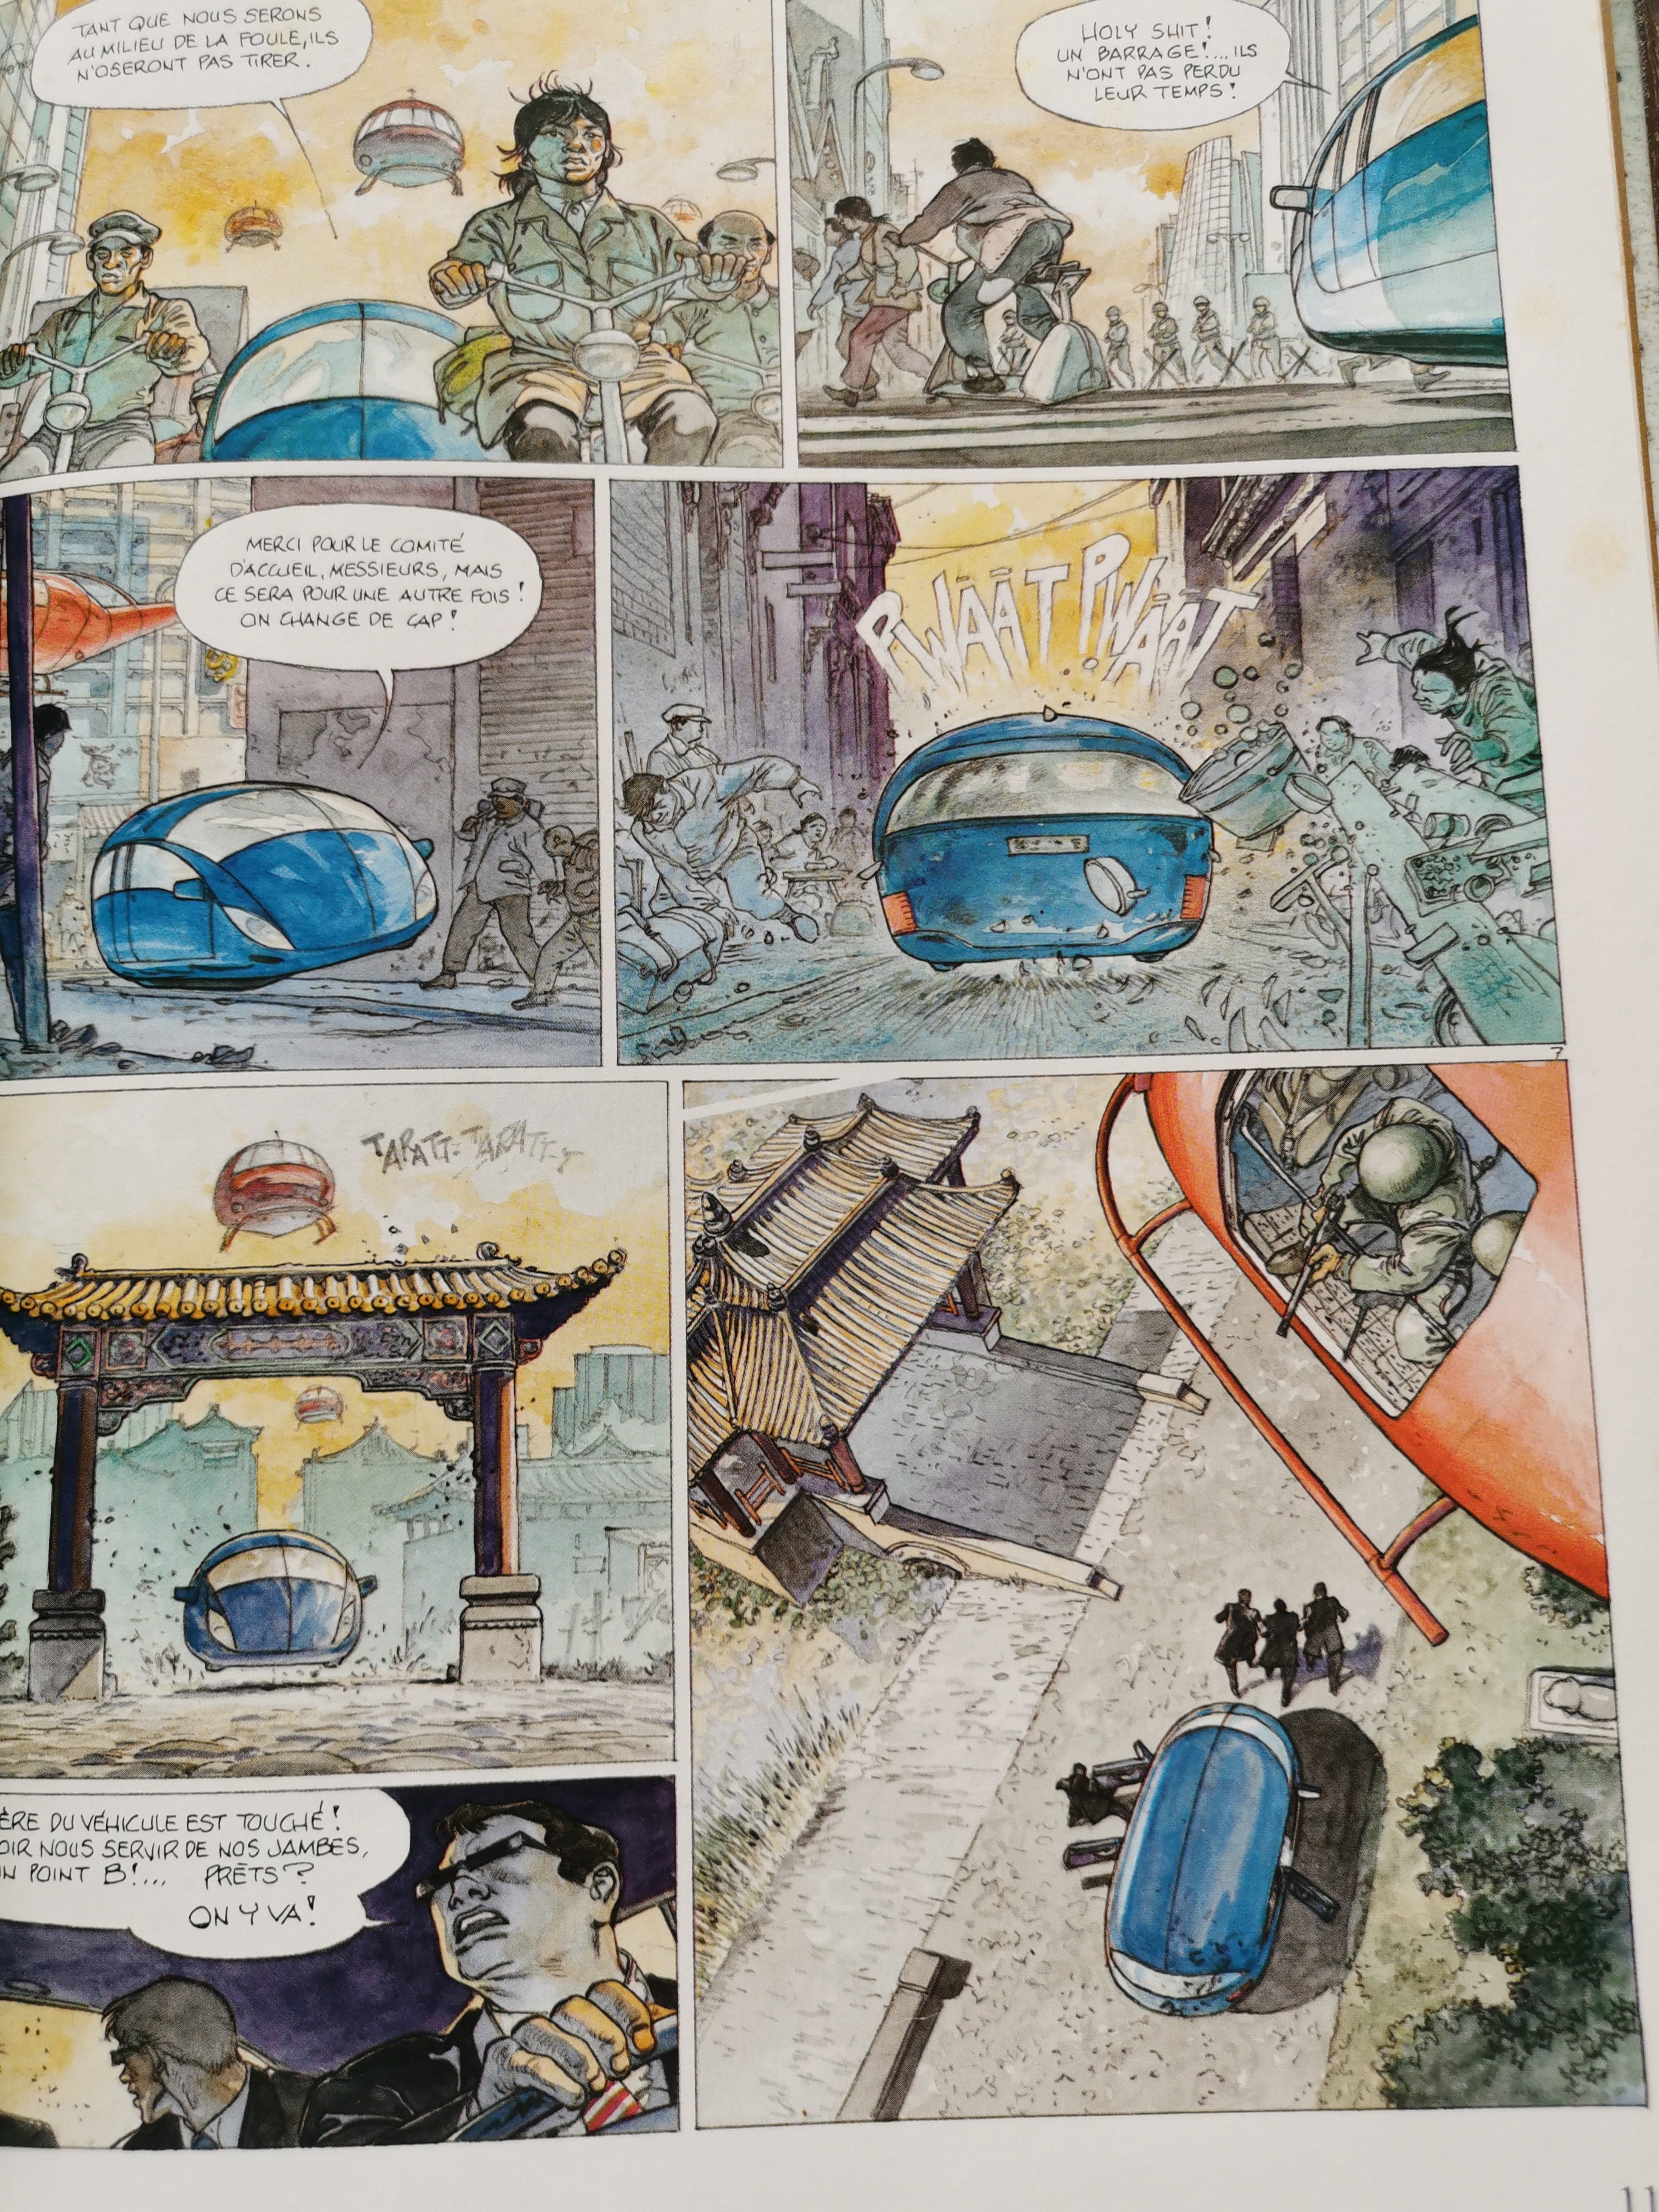 TANT QUE NOUS SERONS
AU MILIEU DE LA FOULE, ILS
N'OSERONT PAS TIRER.
HOLY SHIT!
UN BARRAGE!...ILS
N'ONT PAS PERDU
LEUR TEMPS!
MERCI POUR LE COMITÉ
D'ACCUEIL, MESSIEURS, MAIS
CE SERA POUR UNE AUTRE FOIS!
ON CHANGE DE CAP!
PWÄÄT PWÄÄT
7
TARATT-TARATT
ÈRE DU VÉHICULE EST TOUCHÉ!
OIR NOUS SERVIR DE NOS JAMBES,
N POINT B!... PRÊTS?
ON Y VA!
11